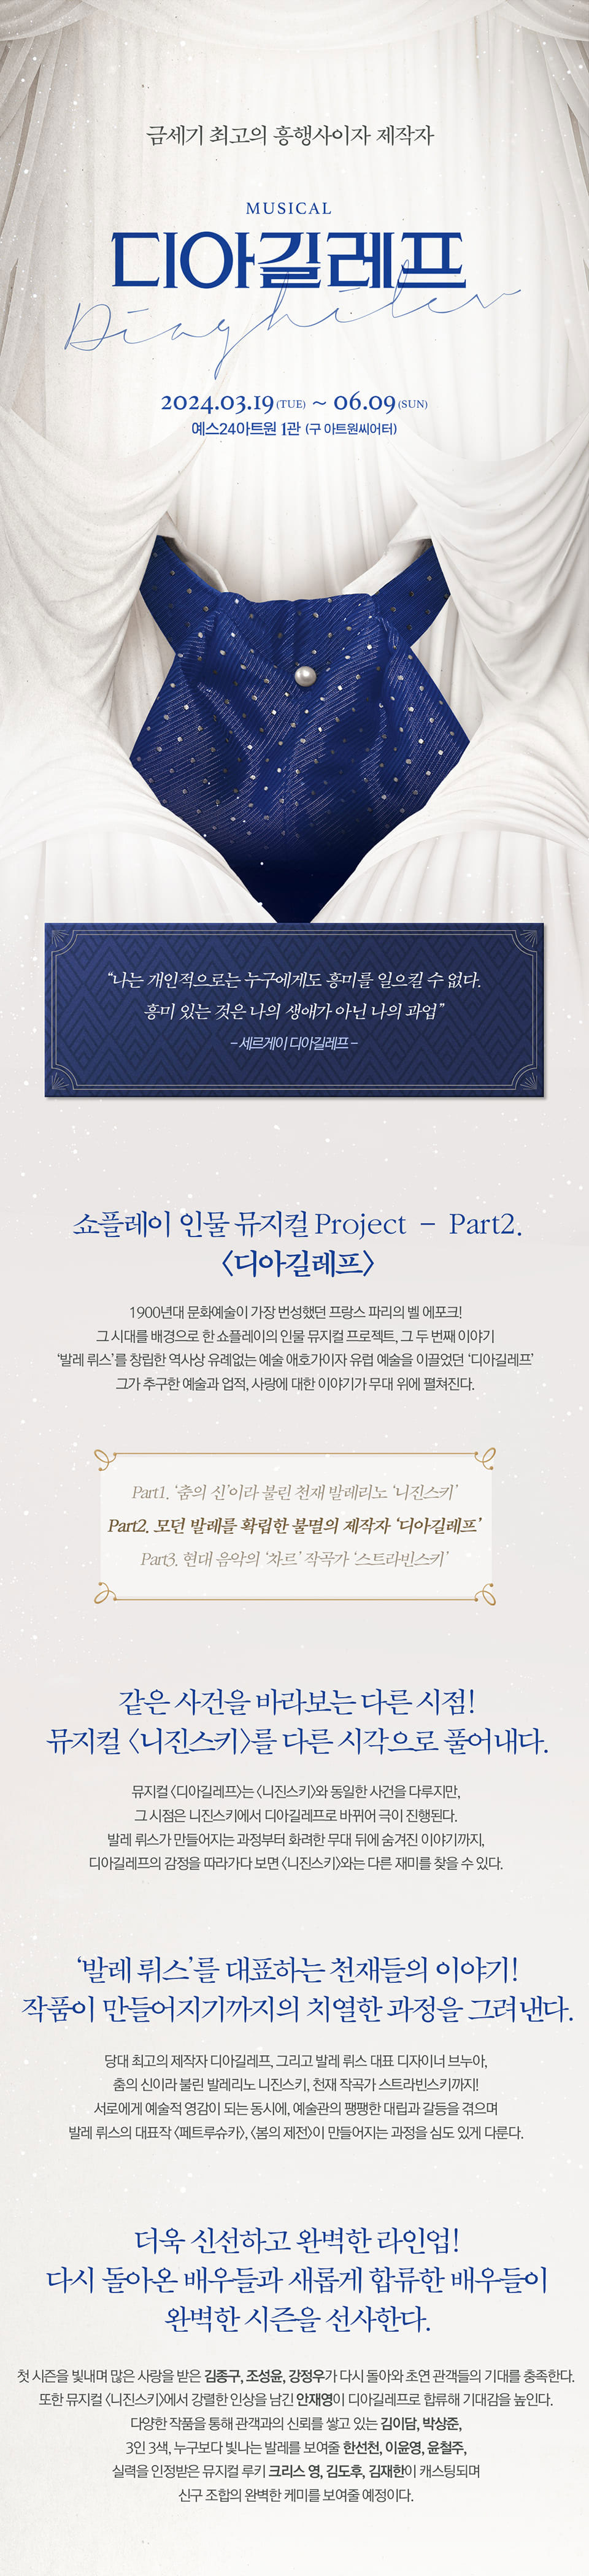 금세기 최고의 흥행사이자 제작자
MUSICAL
디아길레프
Diaghilev
2024.03.19(TUE) ~ 06.09(SUN)
예스24아트원 1관 (구 아트원씨어터)
“나는 개인적으로는 누구에게도 흥미를 일으킬 수 없다.
흥미 있는 것은 나의 생애가 아닌 나의 과업”
– 세르게이 디아길레프 –
쇼플레이 인물 뮤지컬 Project – Part2.
〈디아길레프〉
1900년대 문화예술이 가장 번성했던 프랑스 파리의 벨 에포크!
그 시대를 배경으로 한 쇼플레이의 인물 뮤지컬 프로젝트, 그 두 번째 이야기
‘발레 뤼스’를 창립한 역사상 유례없는 예술 애호가이자 유럽 예술을 이끌었던 ‘디아길레프’
그가 추구한 예술과 업적, 사랑에 대한 이야기가 무대 위에 펼쳐진다.
Part1. ‘춤의 신’이라 불린 천재 발레리노 ‘니진스키’
Part2. 모던 발레를 확립한 불멸의 제작자 ‘디아길레프’
Part3. 현대 음악의 ‘차르’ 작곡가 ‘스트라빈스키’
같은 사건을 바라보는 다른 시점!
뮤지컬 〈니진스키〉를 다른 시각으로 풀어내다.
뮤지컬 〈디아길레프〉는 〈니진스키〉와 동일한 사건을 다루지만,
그 시점은 니진스키에서 디아길레프로 바뀌어 극이 진행된다.
발레 뤼스가 만들어지는 과정부터 화려한 무대 뒤에 숨겨진 이야기까지,
디아길레프의 감정을 따라가다 보면 〈니진스키〉와는 다른 재미를 찾을 수 있다.
‘발레 뤼스’를 대표하는 천재들의 이야기!
작품이 만들어지기까지의 치열한 과정을 그려낸다.
당대 최고의 제작자 디아길레프, 그리고 발레 뤼스 대표 디자이너 브누아,
춤의 신이라 불린 발레리노 니진스키, 천재 작곡가 스트라빈스키까지!
서로에게 예술적 영감이 되는 동시에, 예술관의 팽팽한 대립과 갈등을 겪으며
발레 뤼스의 대표작 〈페트루슈카〉, 〈봄의 제전〉이 만들어지는 과정을 심도 있게 다룬다.
더욱 신선하고 완벽한 라인업!
다시 돌아온 배우들과 새롭게 합류한 배우들이
완벽한 시즌을 선사한다.
첫 시즌을 빛내며 많은 사랑을 받은 김종구, 조성윤, 강정우가 다시 돌아와 초연 관객들의 기대를 충족한다.
또한 뮤지컬 〈니진스키〉에서 강렬한 인상을 남긴 안재영이 디아길레프로 합류해 기대감을 높인다.
다양한 작품을 통해 관객과의 신뢰를 쌓고 있는 김이담, 박상준,
3인 3색, 누구보다 빛나는 발레를 보여줄 한선천, 이윤영, 윤철주,
실력을 인정받은 뮤지컬 루키 크리스 영, 김도후, 김재한이 캐스팅되며
신구 조합의 완벽한 케미를 보여줄 예정이다.